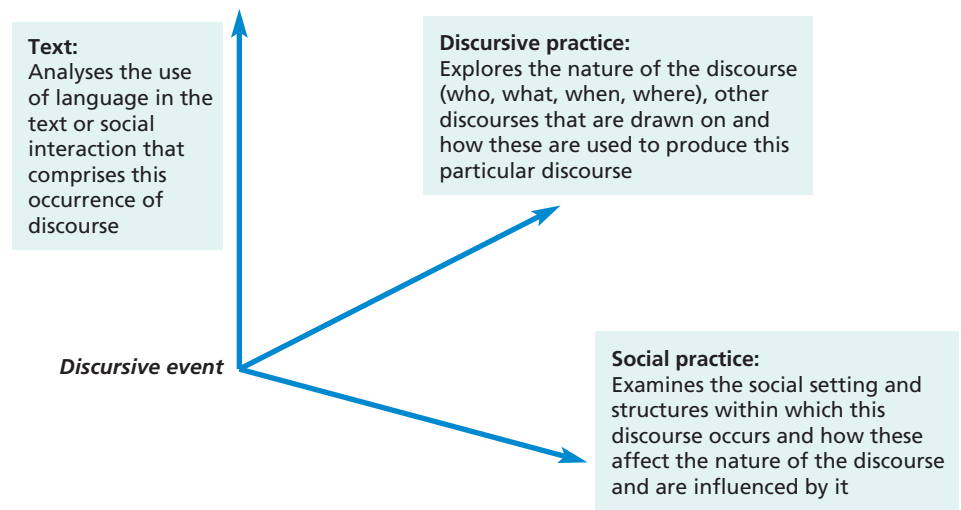 Text:
Analyses the use
of language in the
text or social
interaction that
comprises this
occurrence of
discourse
Discursive practice:
Explores the nature of the discourse
(who, what, when, where), other
discourses that are drawn on and
how these are used to produce this
particular discourse
Discursive event
Social practice:
Examines the social setting and
structures within which this
discourse occurs and how these
affect the nature of the discourse
and are influenced by it